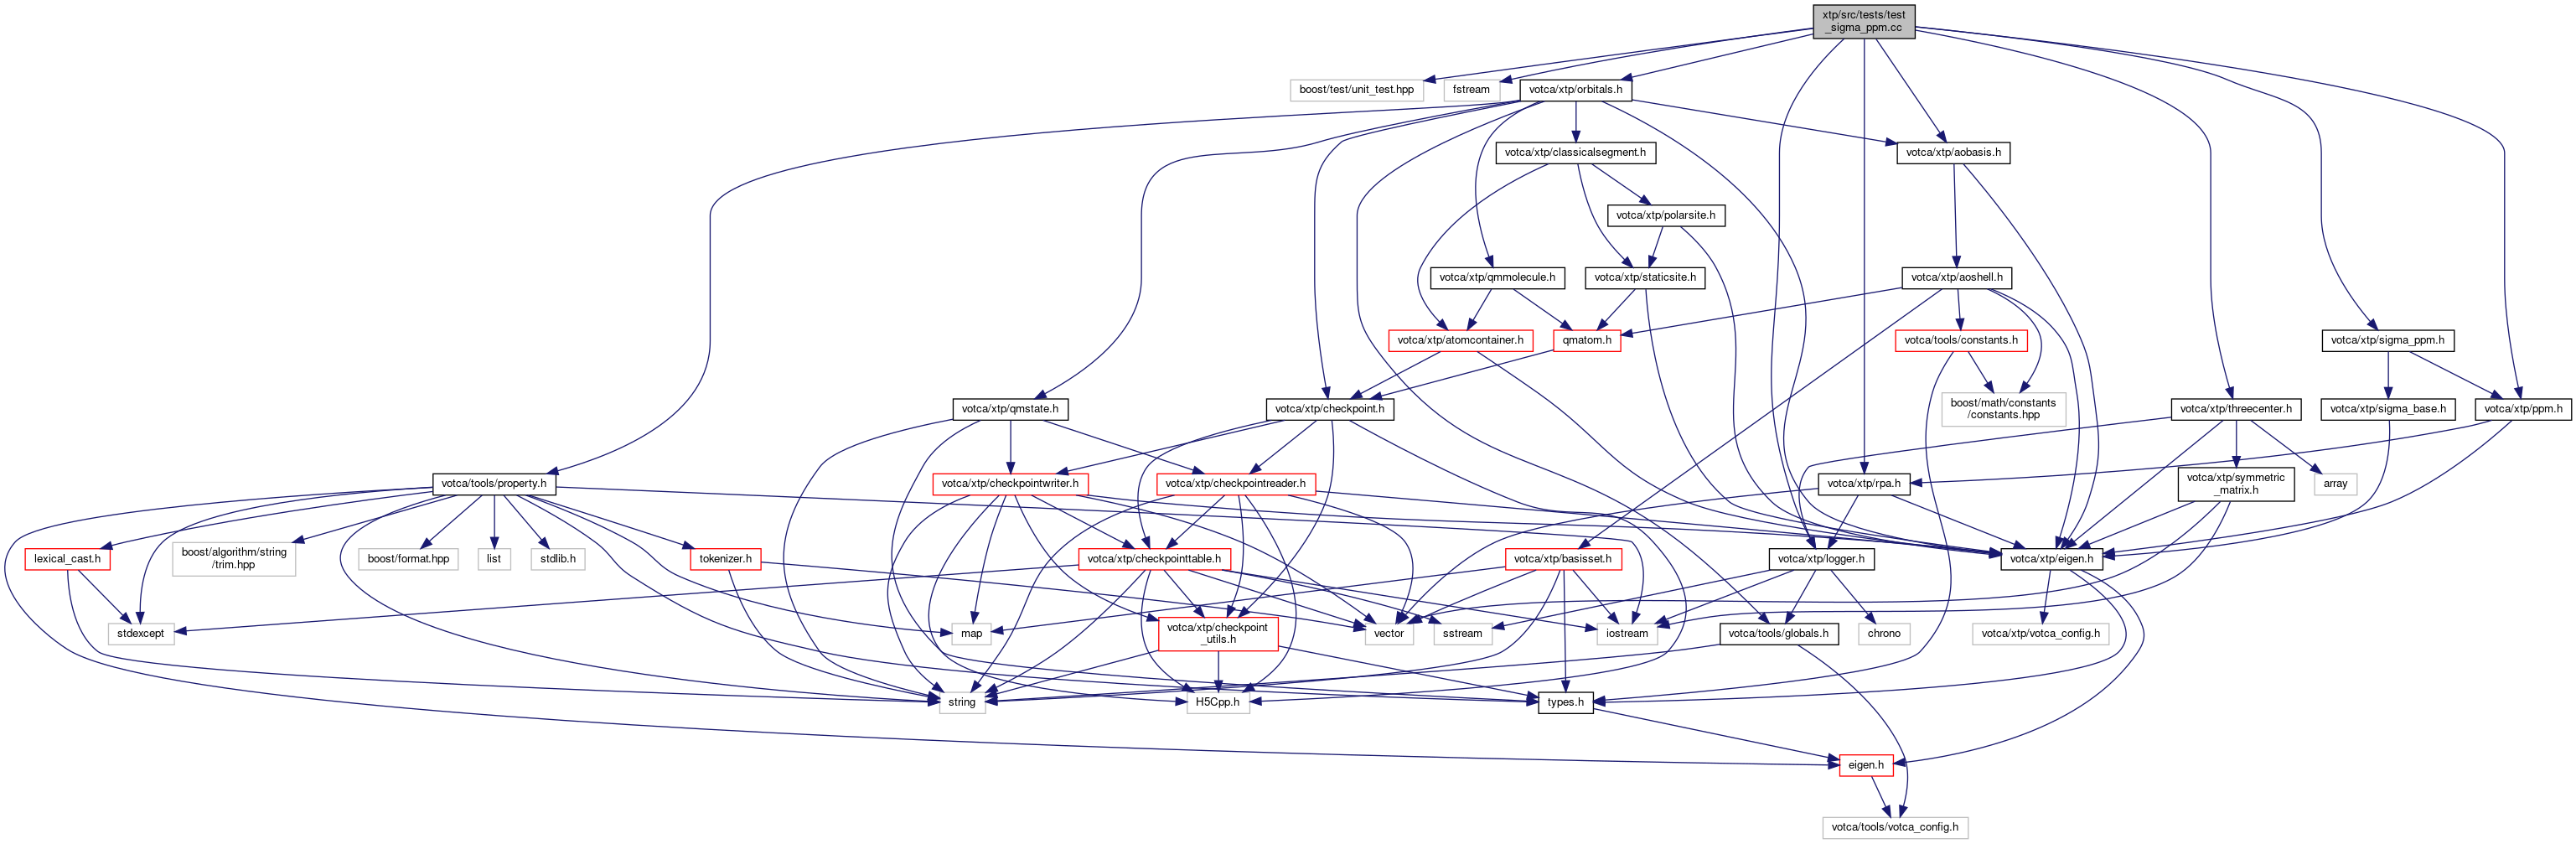 xtp/src/tests/test
_sigma_ppm.cc
boost/test/unit_test.hpp
fstream
votca/xtp/orbitals.h
votca/xtp/classicalsegment.h
votca/xtp/aobasis.h
votca/xtp/polarsite.h
votca/xtp/qmmolecule.h
votca/xtp/staticsite.h
votca/xtp/aoshell.h
votca/xtp/atomcontainer.h
qmatom.h
votca/tools/constants.h
votca/xtp/sigma_ppm.h
votca/xtp/qmstate.h
votca/xtp/checkpoint.h
boost/math/constants
/constants.hpp
votca/xtp/threecenter.h
votca/xtp/sigma_base.h
votca/xtp/ppm.h
votca/tools/property.h
votca/xtp/checkpointwriter.h
votca/xtp/checkpointreader.h
votca/xtp/rpa.h
votca/xtp/symmetric
_matrix.h
array
lexical_cast.h
boost/algorithm/string
/trim.hpp
boost/format.hpp
list
stdlib.h
tokenizer.h
votca/xtp/checkpointtable.h
votca/xtp/basisset.h
votca/xtp/logger.h
votca/xtp/eigen.h
stdexcept
map
votca/xtp/checkpoint
_utils.h
vector
sstream
iostream
votca/tools/globals.h
chrono
votca/xtp/votca_config.h
string
H5Cpp.h
types.h
eigen.h
votca/tools/votca_config.h